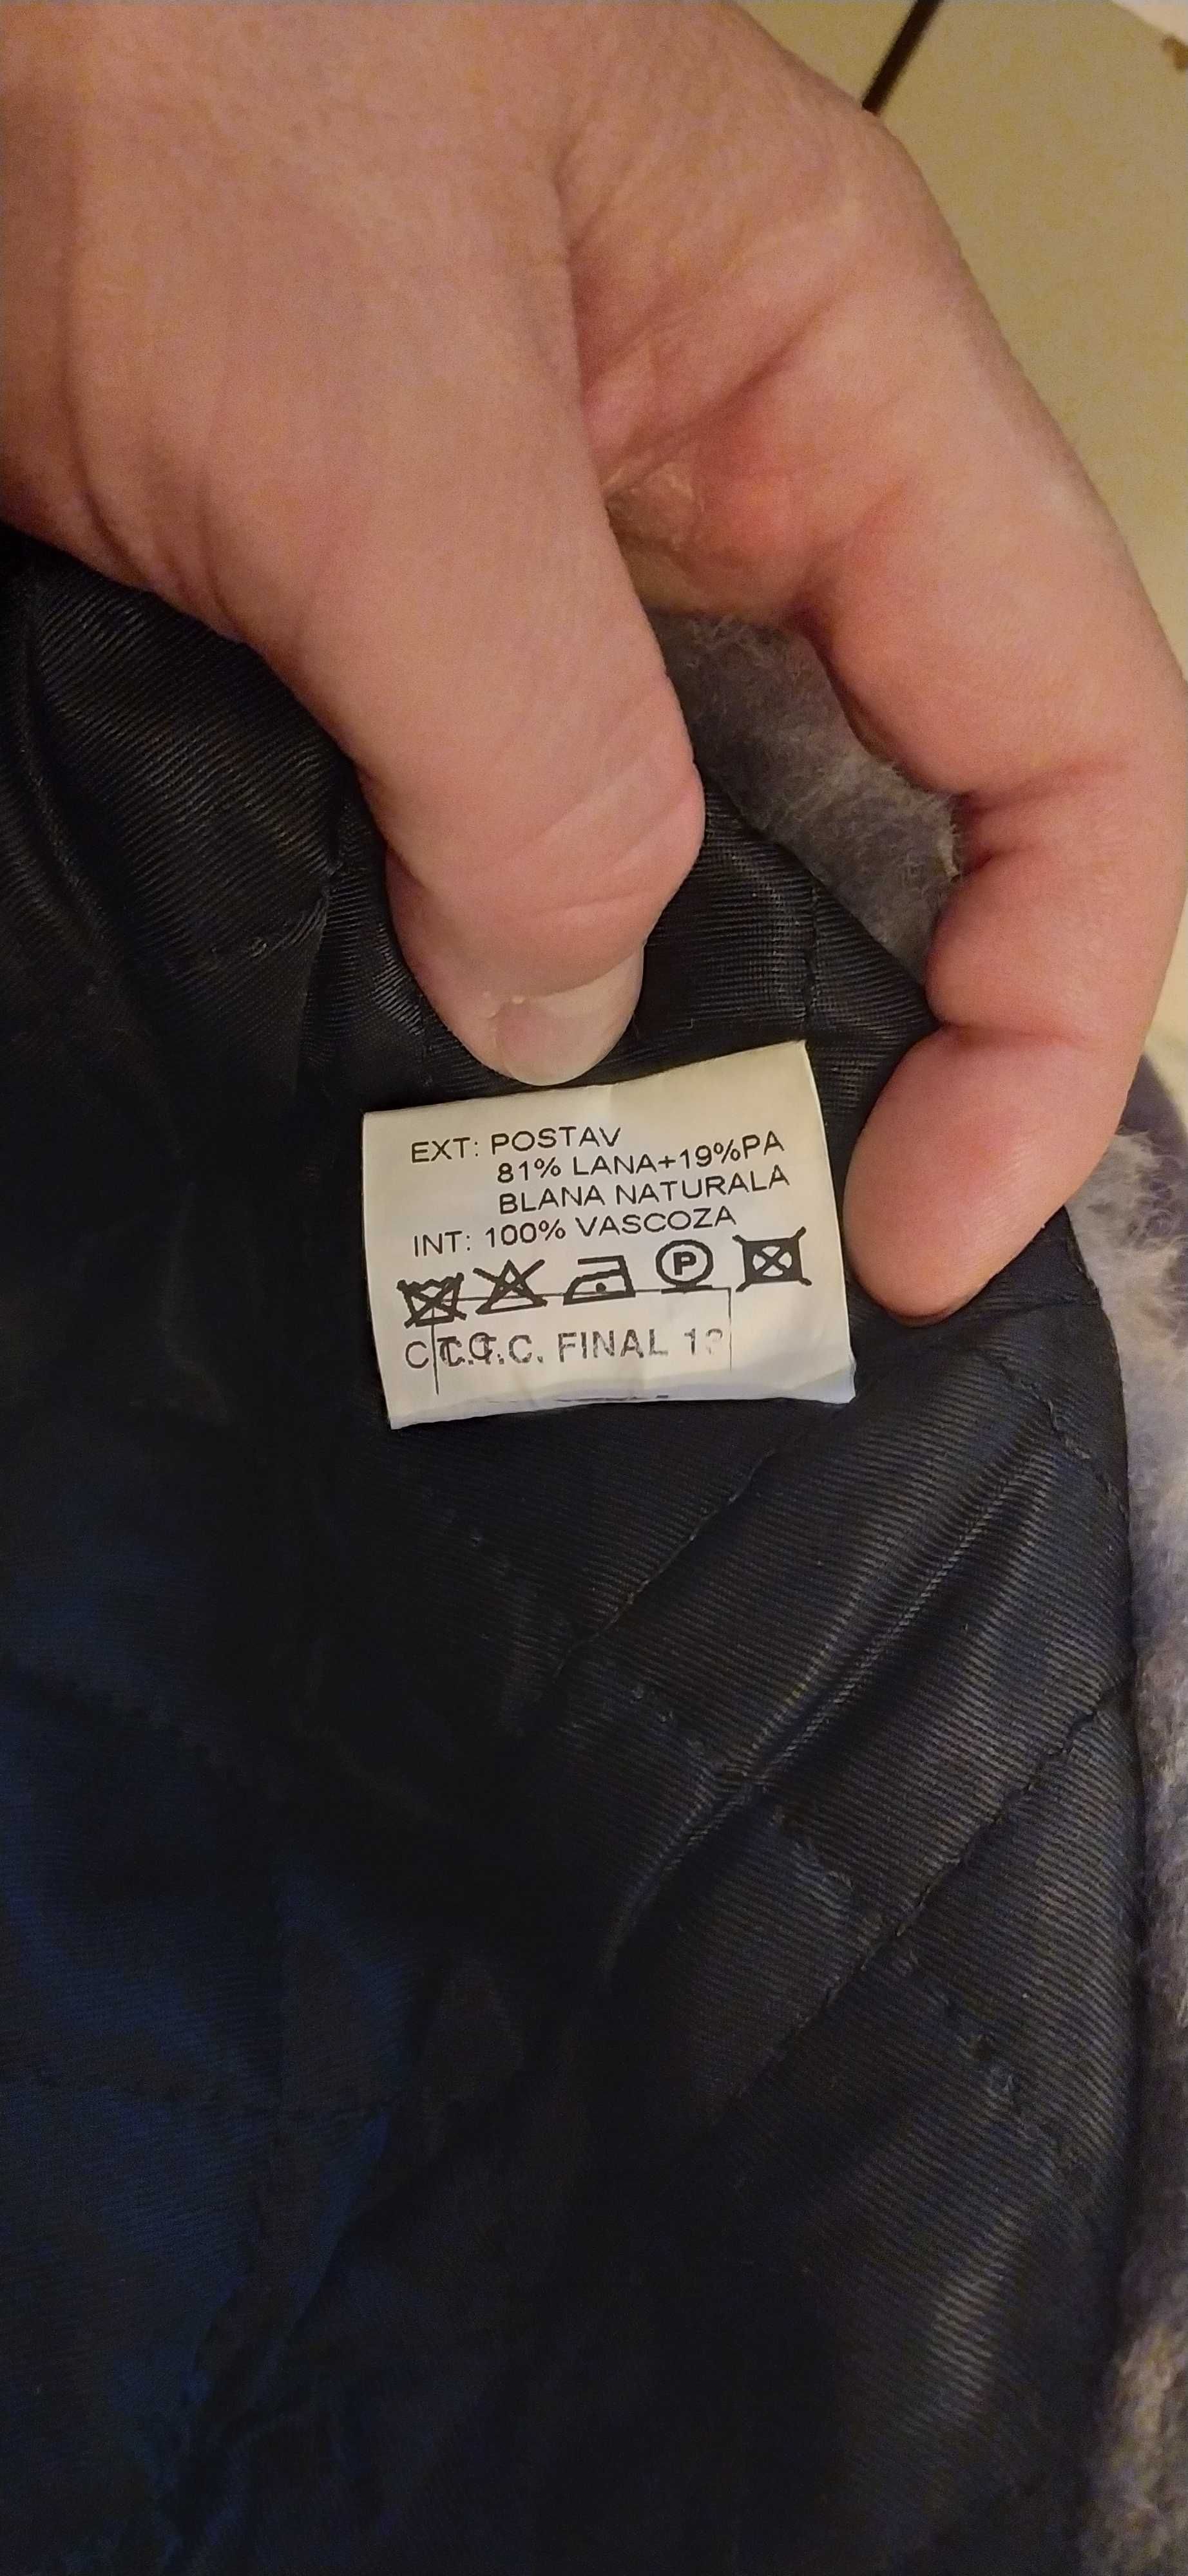 EXT: POSTAV
81% LANA+19%PA
BLANA NATURALA
INT: 100% VASCOZA
P
C.T.C. FINAL